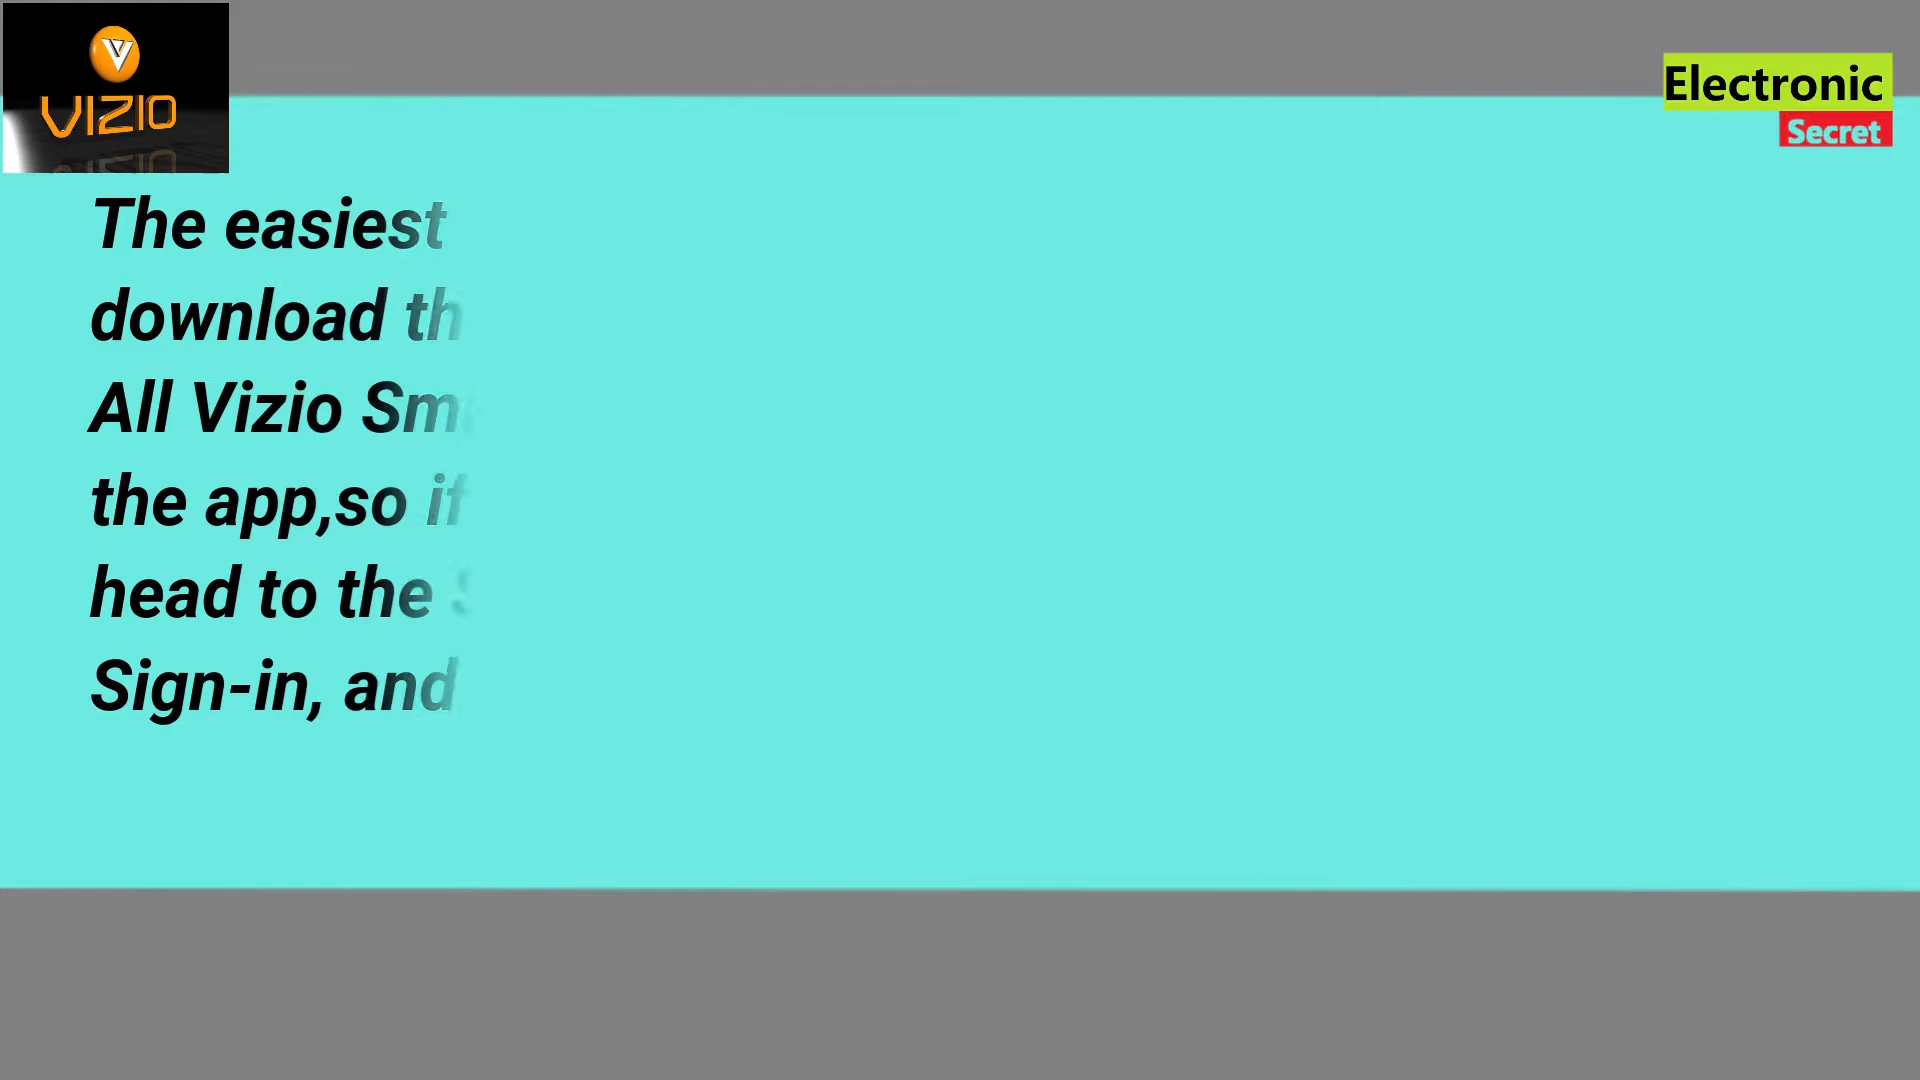 VIZIO
Electronic
Secret
The easiest
download th
All Vizio Sm
the app,so if
head to the
Sign-in, and